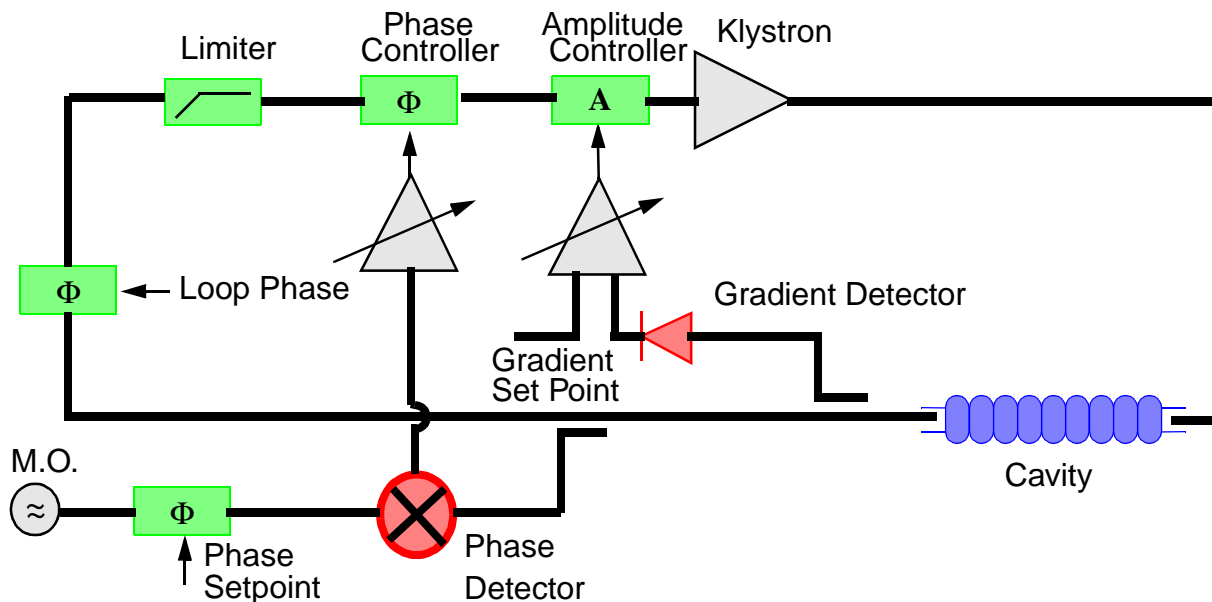 Limiter
Phase
Controller
Amplitude
Controller
Klystron
Φ
A
Φ
Loop Phase
Gradient Detector
Gradient
Set Point
Cavity
M.O.
≈
Φ
Phase
Setpoint
Phase
Detector